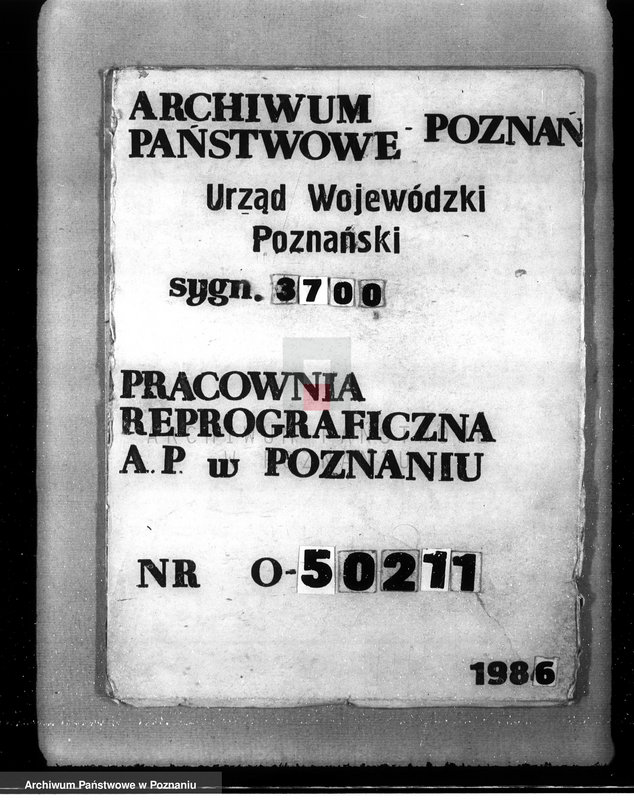 ARCHIWUM
PAŃSTWOWE - POZNAŃ
Urząd Wojewódzki
Poznański
sygn. 3700
PRACOWNIA
REPROGRAFICZNA
A.P. w POZNANIU
NR O-50211
1986
Archiwum Państwowe w Poznaniu